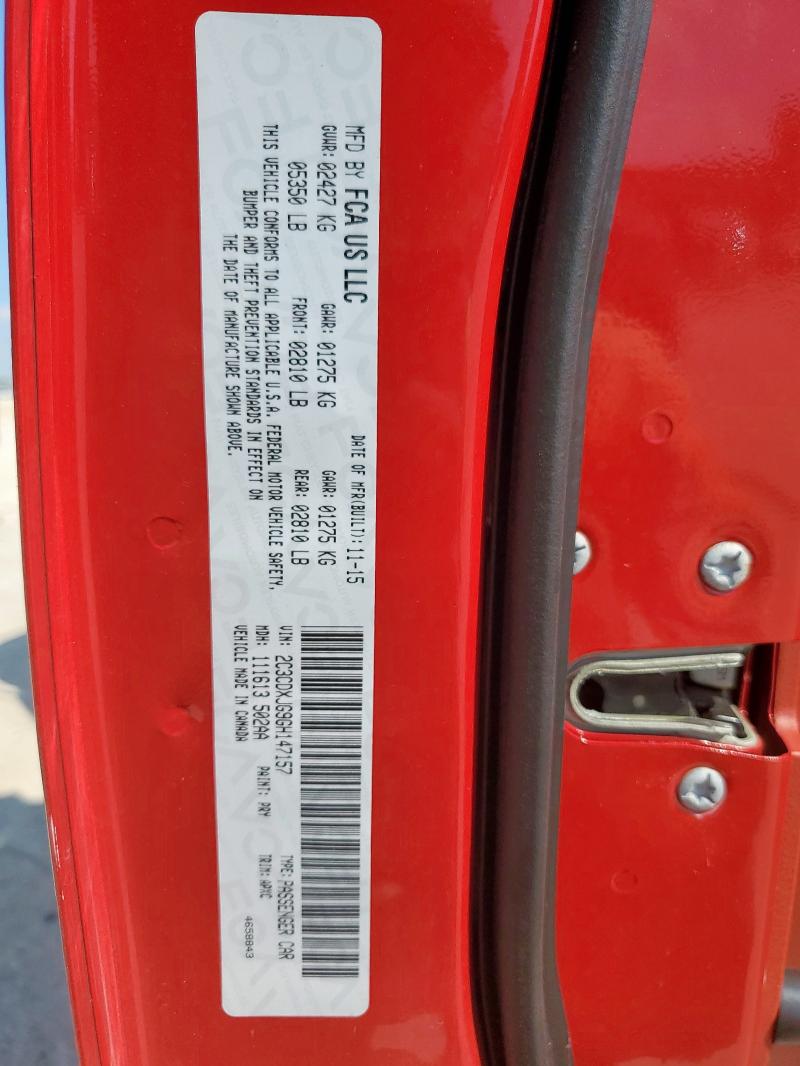 MFD BY FCA US LLC
DATE OF MFR(BUILT): 11-15
GVWR: 02427 KG GAWR: 01275 KG GAWR: 01275 KG
05350 LB FRONT: 02810 LB REAR: 02810 LB
THIS VEHICLE CONFORMS TO ALL APPLICABLE U.S.A. FEDERAL MOTOR VEHICLE SAFETY,
BUMPER AND THEFT PREVENTION STANDARDS IN EFFECT ON
THE DATE OF MANUFACTURE SHOWN ABOVE.
VIN: 2C3CDXJG9GH147157 TYPE: PASSENGER CAR
MDH: 111613 502AA PAINT: PRY TRIM:
VEHICLE MADE IN CANADA 4658843